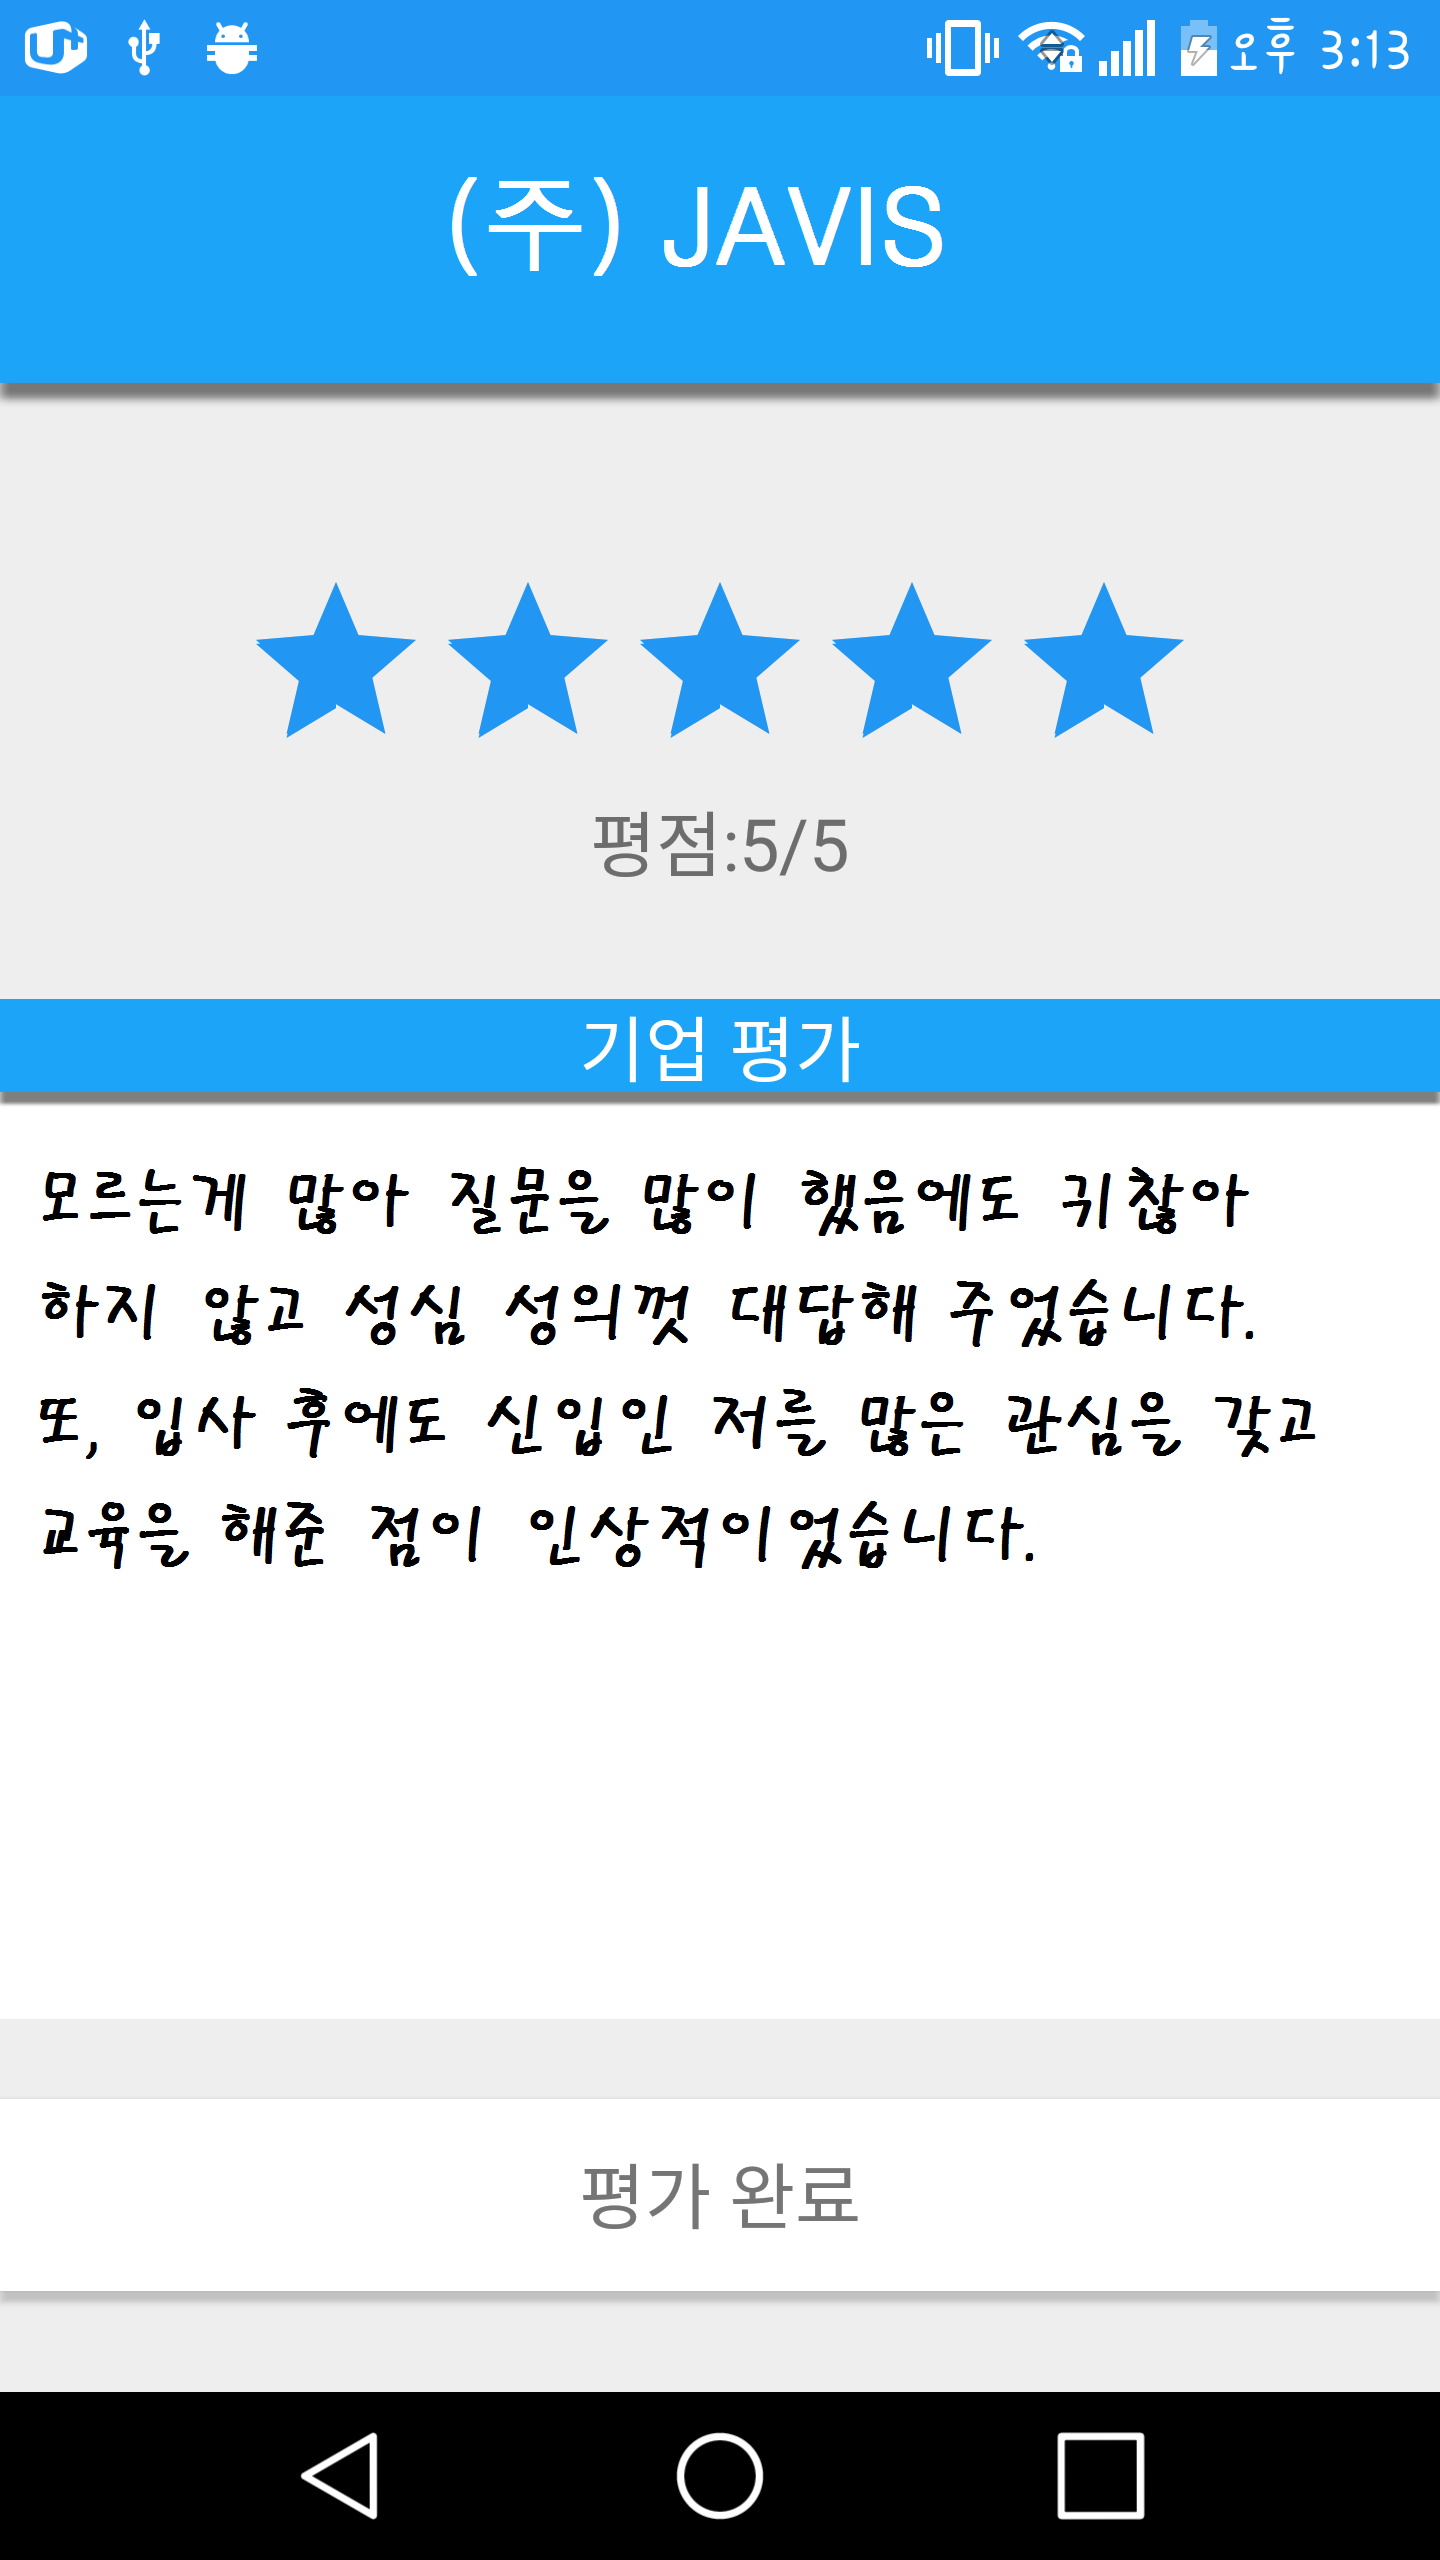 오후 3:13
(주) JAVIS
평점:5/5
기업 평가
모르는게 많아 질문을 많이 했음에도 귀찮아
하지 않고 성심 성의껏 대답해 주었습니다.
또, 입사 후에도 신입인 저를 많은 관심을 갖고
교육을 해준 점이 인상적이었습니다.
평가 완료